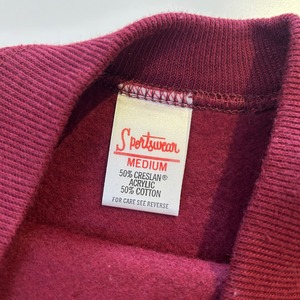 Sportswear
MEDIUM
50% CRESLAN®
ACRYLIC
50% COTTON
FOR CARE SEE REVERSE